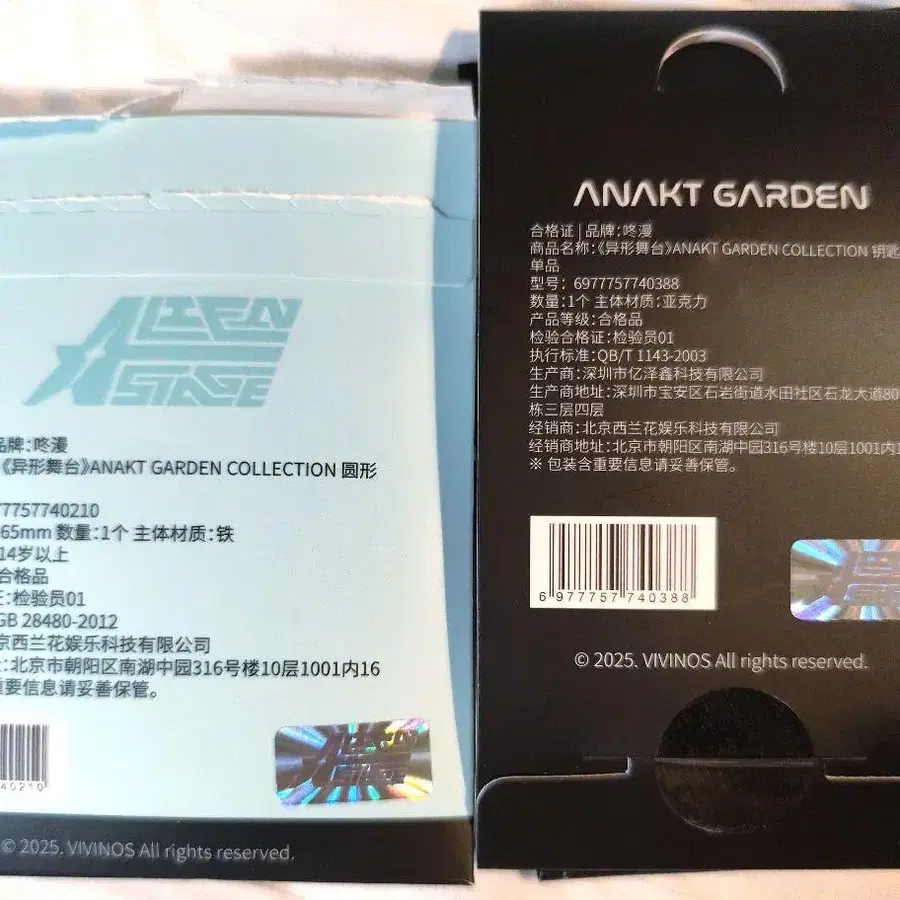 ALIEN
STAGE
品牌:咚漫
《异形舞台》ANAKT GARDEN COLLECTION 圆形
77757740210
65mm 数量:1个 主体材质:铁
14岁以上
合格品
:检验员01
GB 28480-2012
京西兰花娱乐科技有限公司
:北京市朝阳区南湖中园316号楼10层1001内16
要信息请妥善保管。
40210
ALIEN
STAGE
© 2025. VIVINOS All rights reserved.
ANAKT GARDEN
合格证 | 品牌:咚漫
商品名称:《异形舞台》ANAKT GARDEN COLLECTION 钥匙
单品
型号: 6977757740388
数量:1个 主体材质:亚克力
产品等级:合格品
检验合格证:检验员01
执行标准:QB/T 1143-2003
生产商:深圳市亿泽鑫科技有限公司
生产商地址:深圳市宝安区石岩街道水田社区石龙大道80
栋三层四层
经销商:北京西兰花娱乐科技有限公司
经销商地址:北京市朝阳区南湖中园316号楼10层1001内1
※ 包装含重要信息请妥善保管。
6 977757 740388
© 2025. VIVINOS All rights reserved.